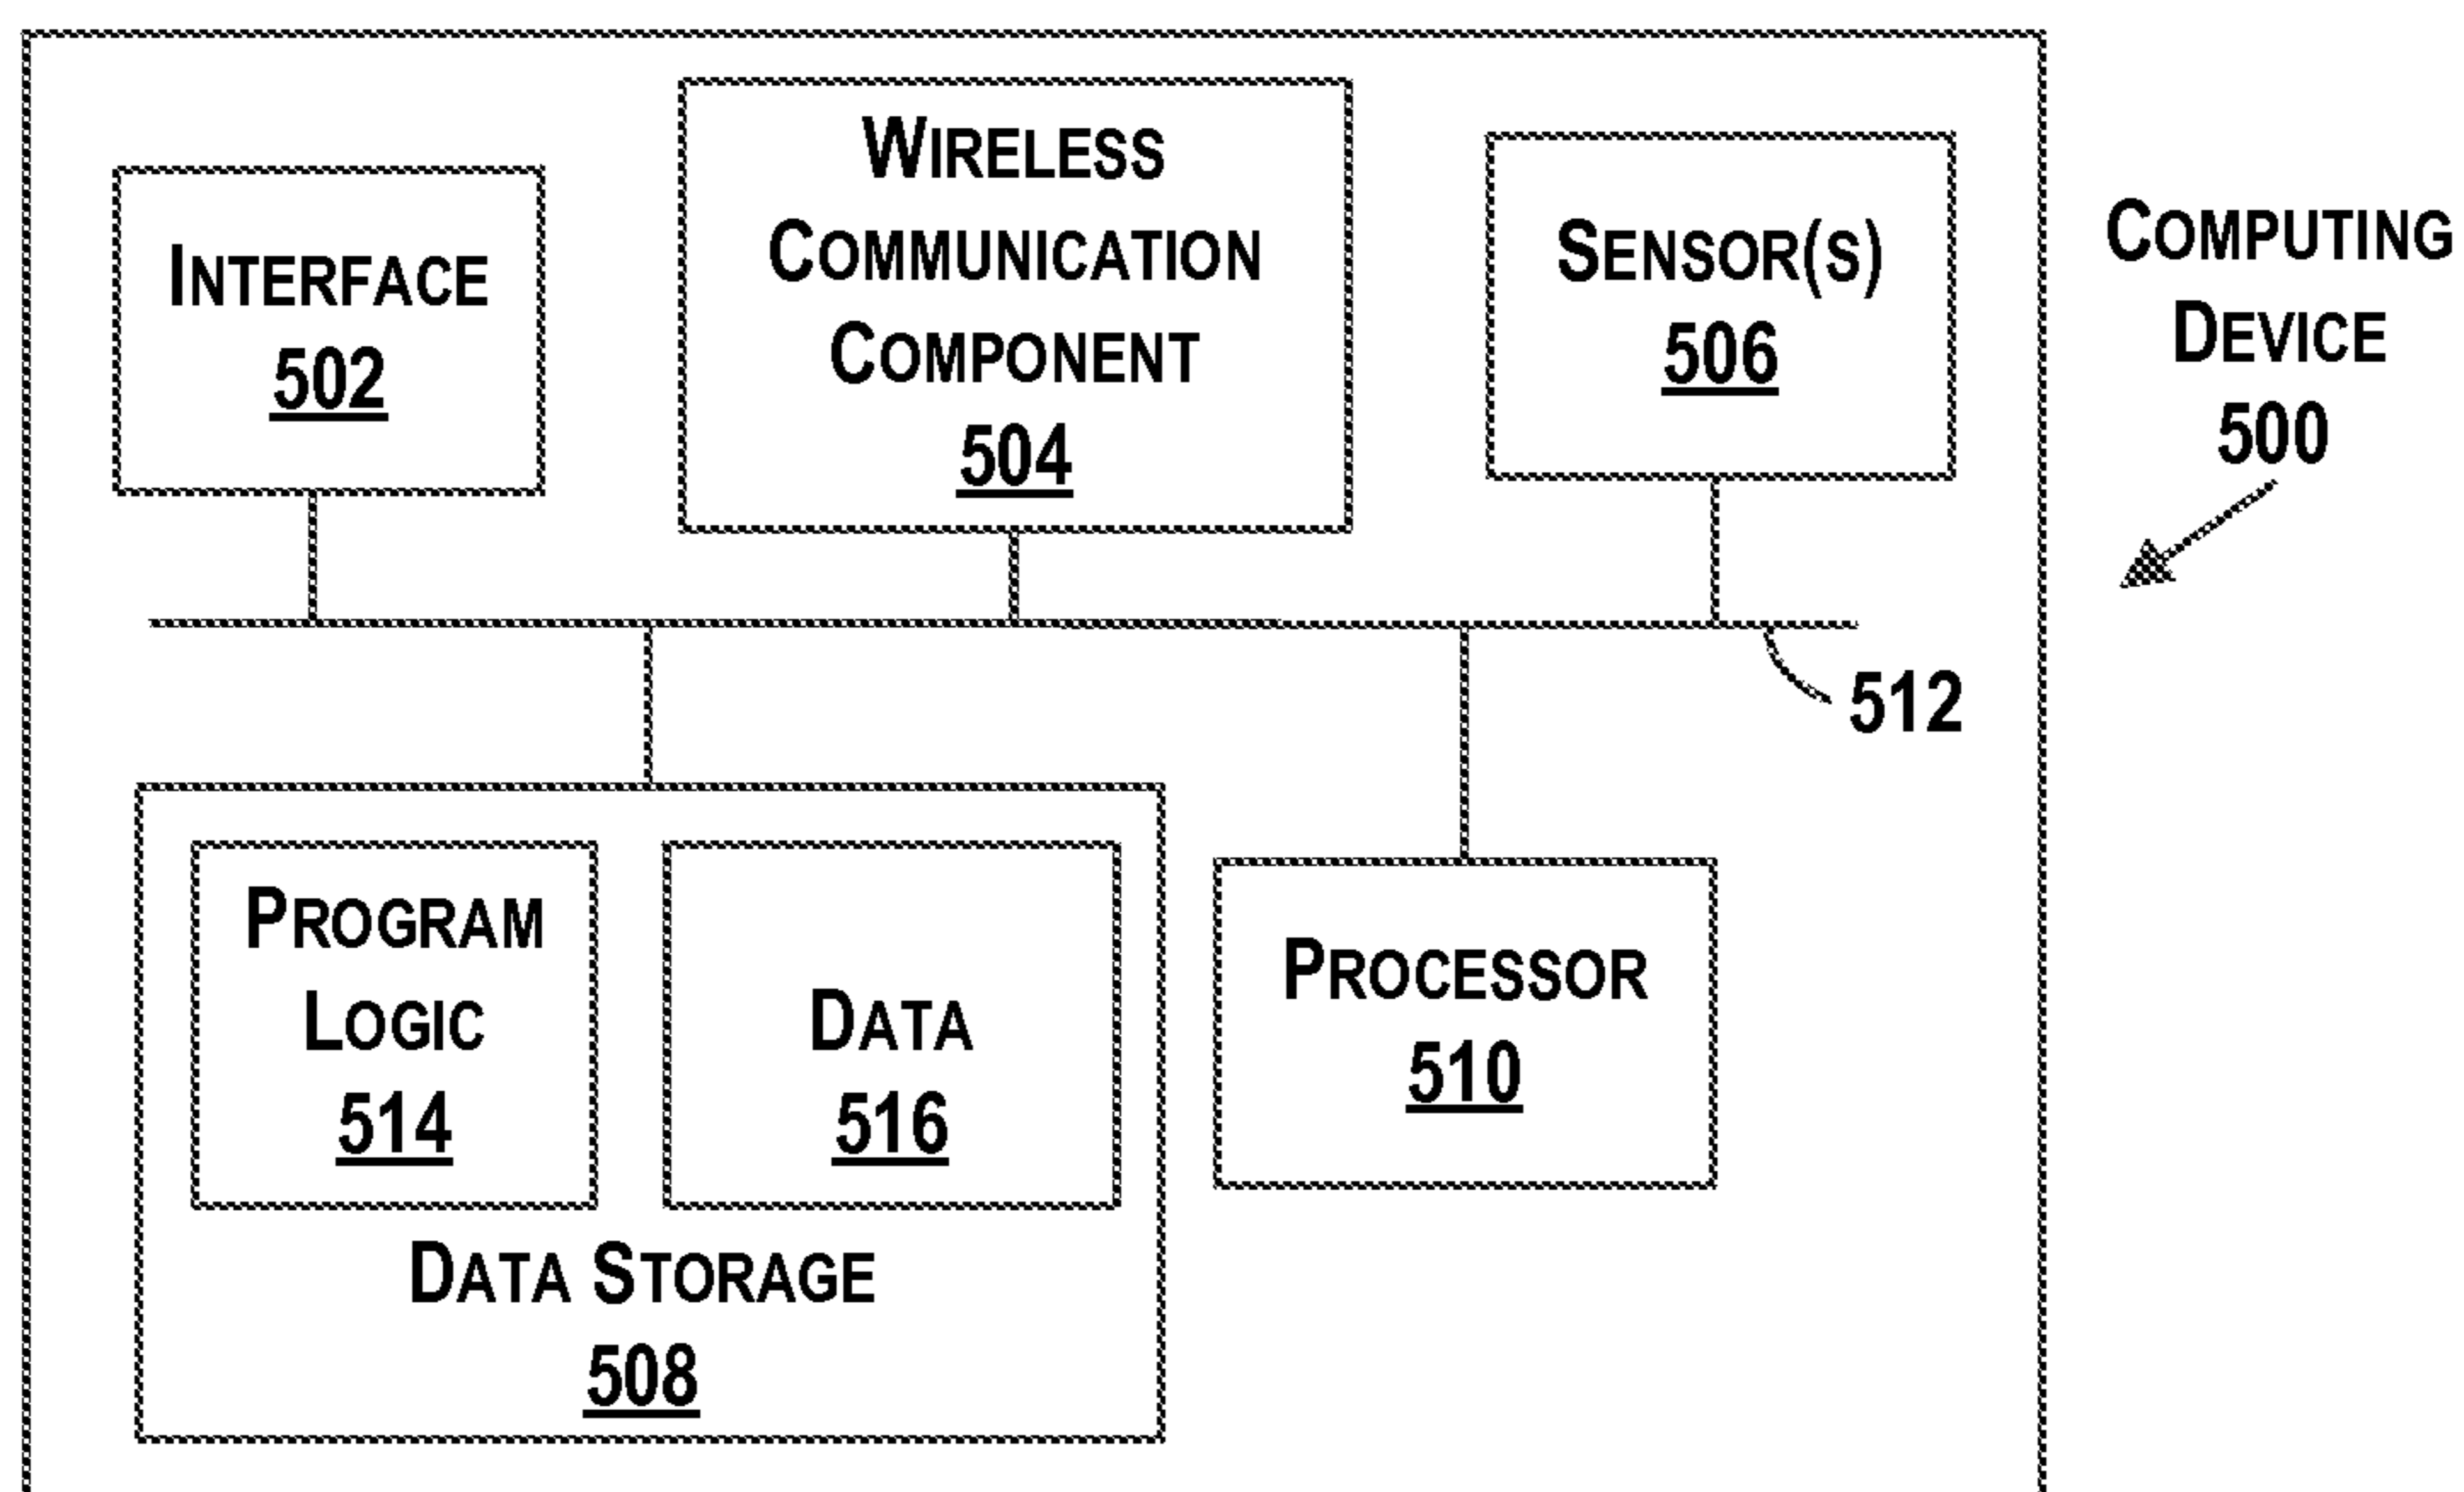 INTERFACE
502
WIRELESS
COMMUNICATION
COMPONENT
504
SENSOR(S)
506
COMPUTING
DEVICE
500
512
PROGRAM
LOGIC
514
DATA
516
DATA STORAGE
508
PROCESSOR
510